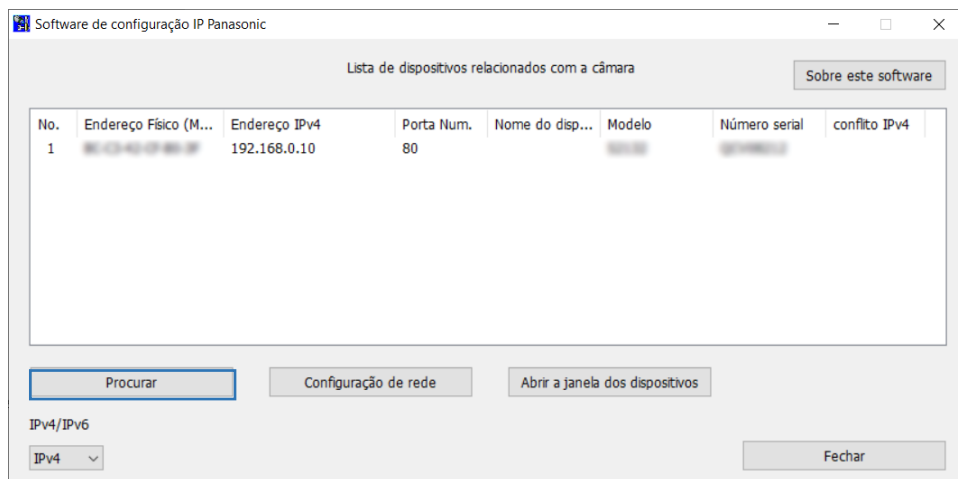 Software de configuração IP Panasonic
Lista de dispositivos relacionados com a câmara
Sobre este software
No. Endereço Físico (M... Endereço IPv4 Porta Num. Nome do disp... Modelo Número serial conflito IPv4
1 192.168.0.10 80
Procurar Configuração de rede Abrir a janela dos dispositivos
IPv4/IPv6
IPv4 Fechar